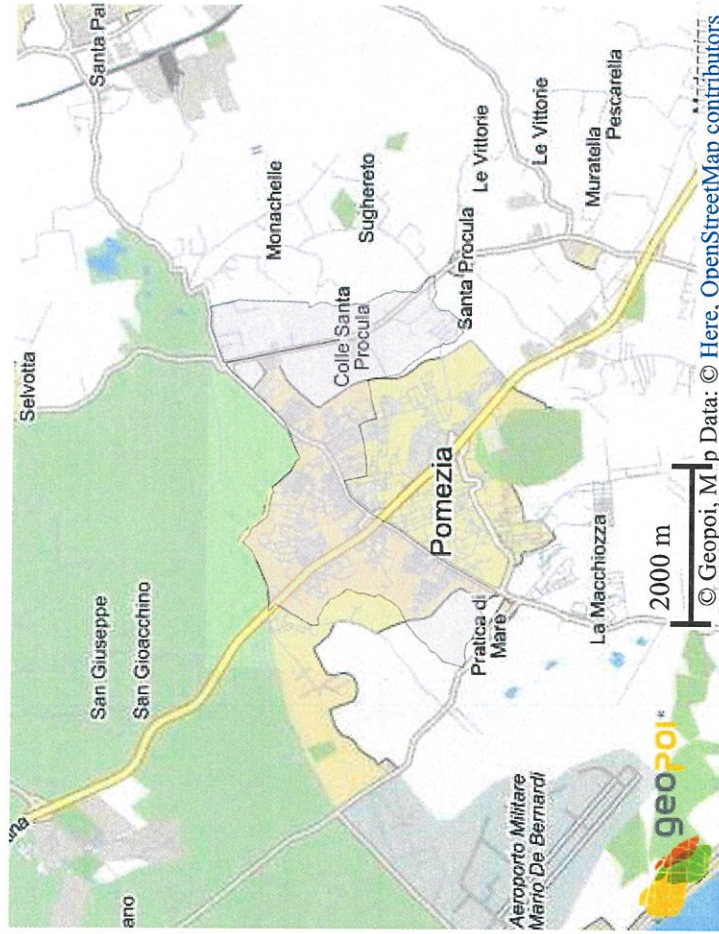 Selvotta
Santa Pal
San Giuseppe
San Gioacchino
ano
Monachelle
Sughereto
Colle Santa
Procula
Santa Procula
Le Vittorie
Le Vittorie
Muratella
Pescarella
Pomezia
Pratica di
Mare
La Macchiozza
Aeroporto Militare
Mario De Bernardi
geopoi®
2000 m
© Geopoi, Map Data: © Here, OpenStreetMap contributors